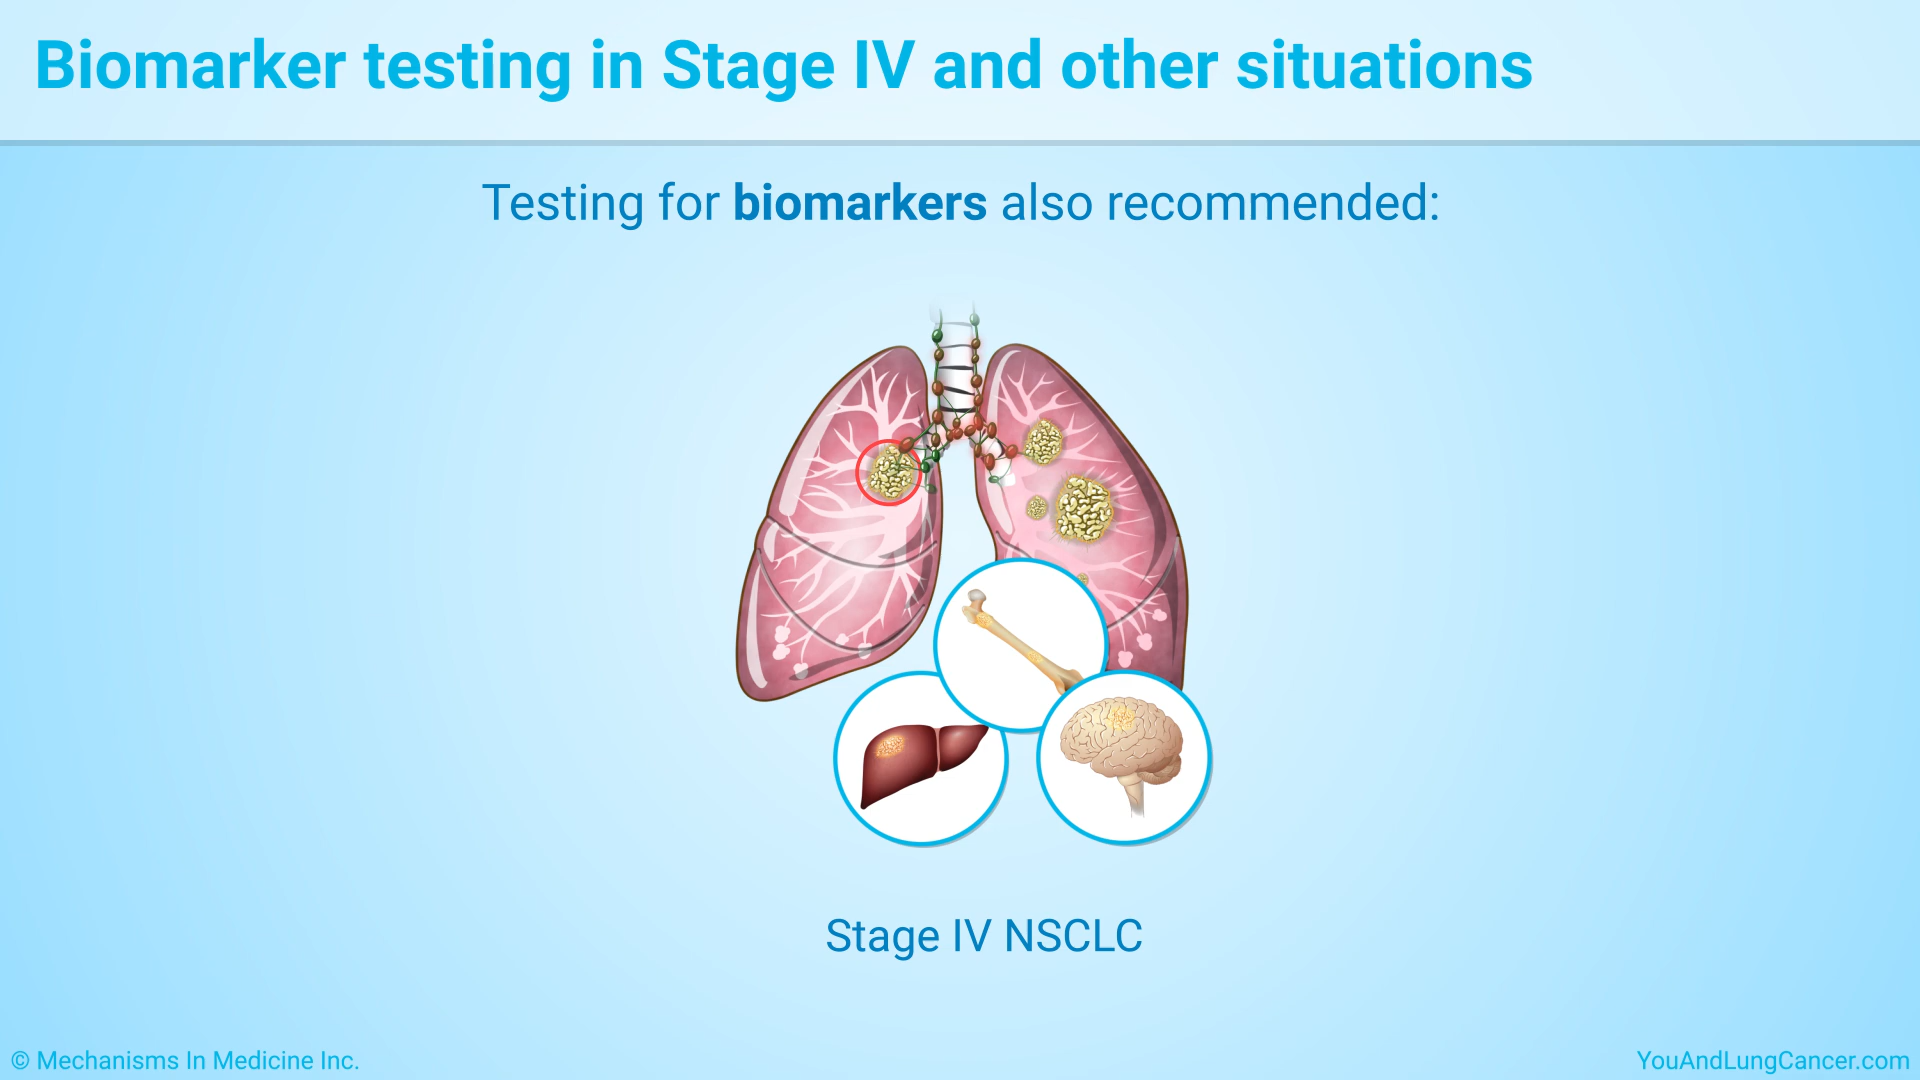 Biomarker testing in Stage IV and other situations
Testing for biomarkers also recommended:
Stage IV NSCLC
© Mechanisms In Medicine Inc.
YouAndLungCancer.com